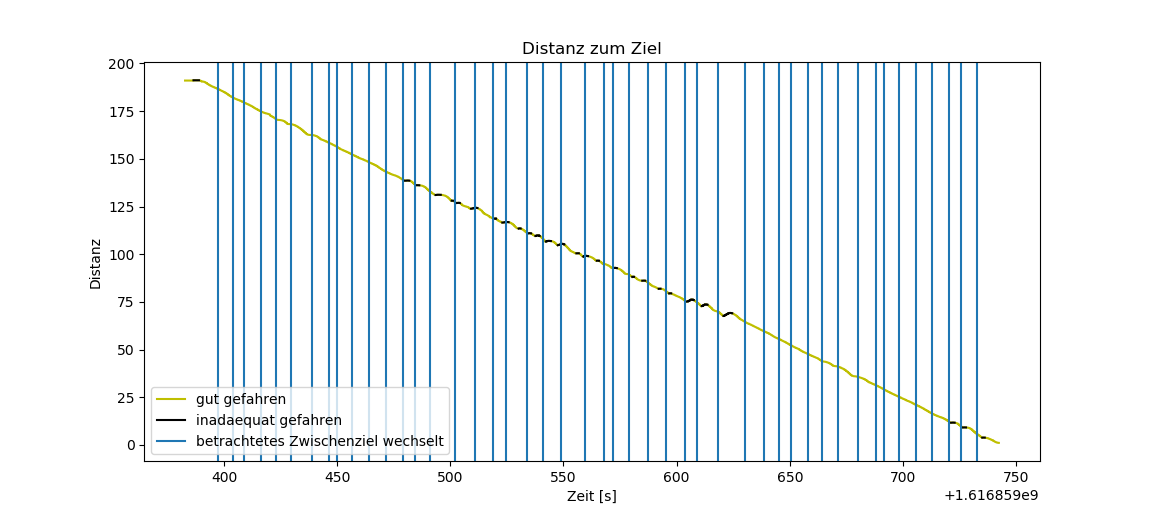 Distanz zum Ziel
200
175
150
125
100
75
50
25
0
Distanz
gut gefahren
inadaequat gefahren
betrachtetes Zwischenziel wechselt
400 450 500 550 600 650 700 750
Zeit [s]
+1.616859e9